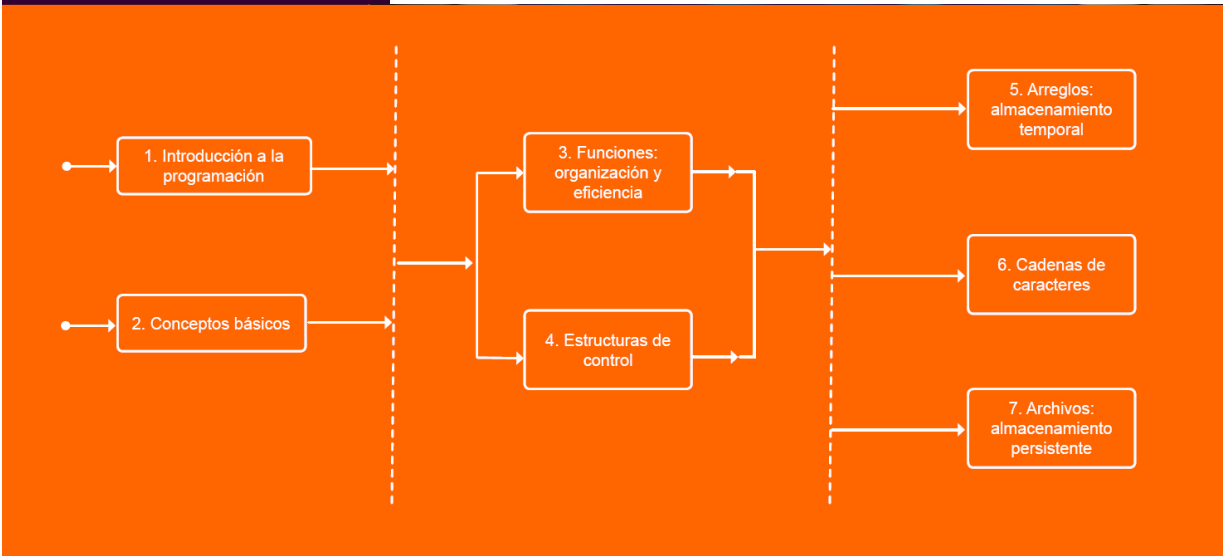 1. Introducción a la
programación
2. Conceptos básicos
3. Funciones:
organización y
eficiencia
4. Estructuras de
control
5. Arreglos:
almacenamiento
temporal
6. Cadenas de
caracteres
7. Archivos:
almacenamiento
persistente